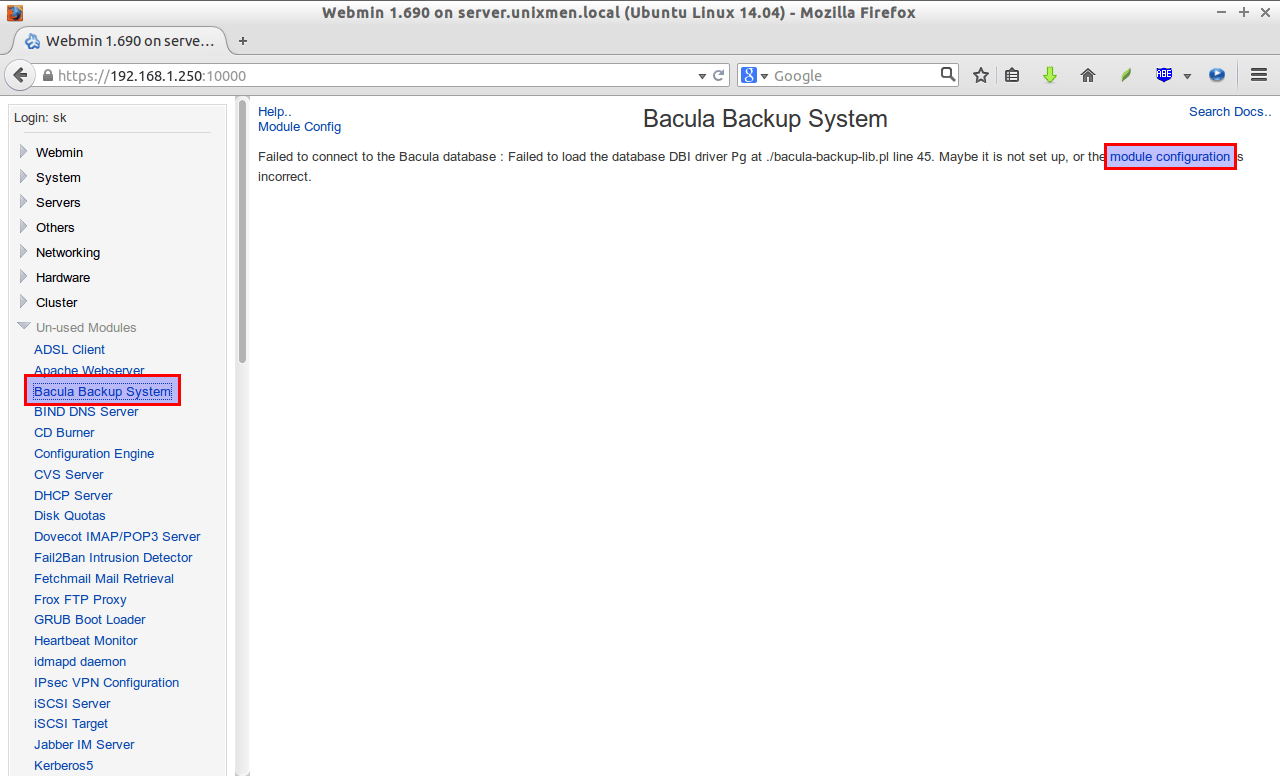 Webmin 1.690 on server.unixmen.local (Ubuntu Linux 14.04) - Mozilla Firefox
Webmin 1.690 on serve...
https://192.168.1.250:10000
Google
ABE
Login: sk
Webmin
System
Servers
Others
Networking
Hardware
Cluster
Un-used Modules
ADSL Client
Apache Webserver
Bacula Backup System
BIND DNS Server
CD Burner
Configuration Engine
CVS Server
DHCP Server
Disk Quotas
Dovecot IMAP/POP3 Server
Fail2Ban Intrusion Detector
Fetchmail Mail Retrieval
Frox FTP Proxy
GRUB Boot Loader
Heartbeat Monitor
idmapd daemon
IPsec VPN Configuration
iSCSI Server
iSCSI Target
Jabber IM Server
Kerberos5
Help..
Module Config
Bacula Backup System
Search Docs..
Failed to connect to the Bacula database : Failed to load the database DBI driver Pg at ./bacula-backup-lib.pl line 45. Maybe it is not set up, or the module configuration is
incorrect.